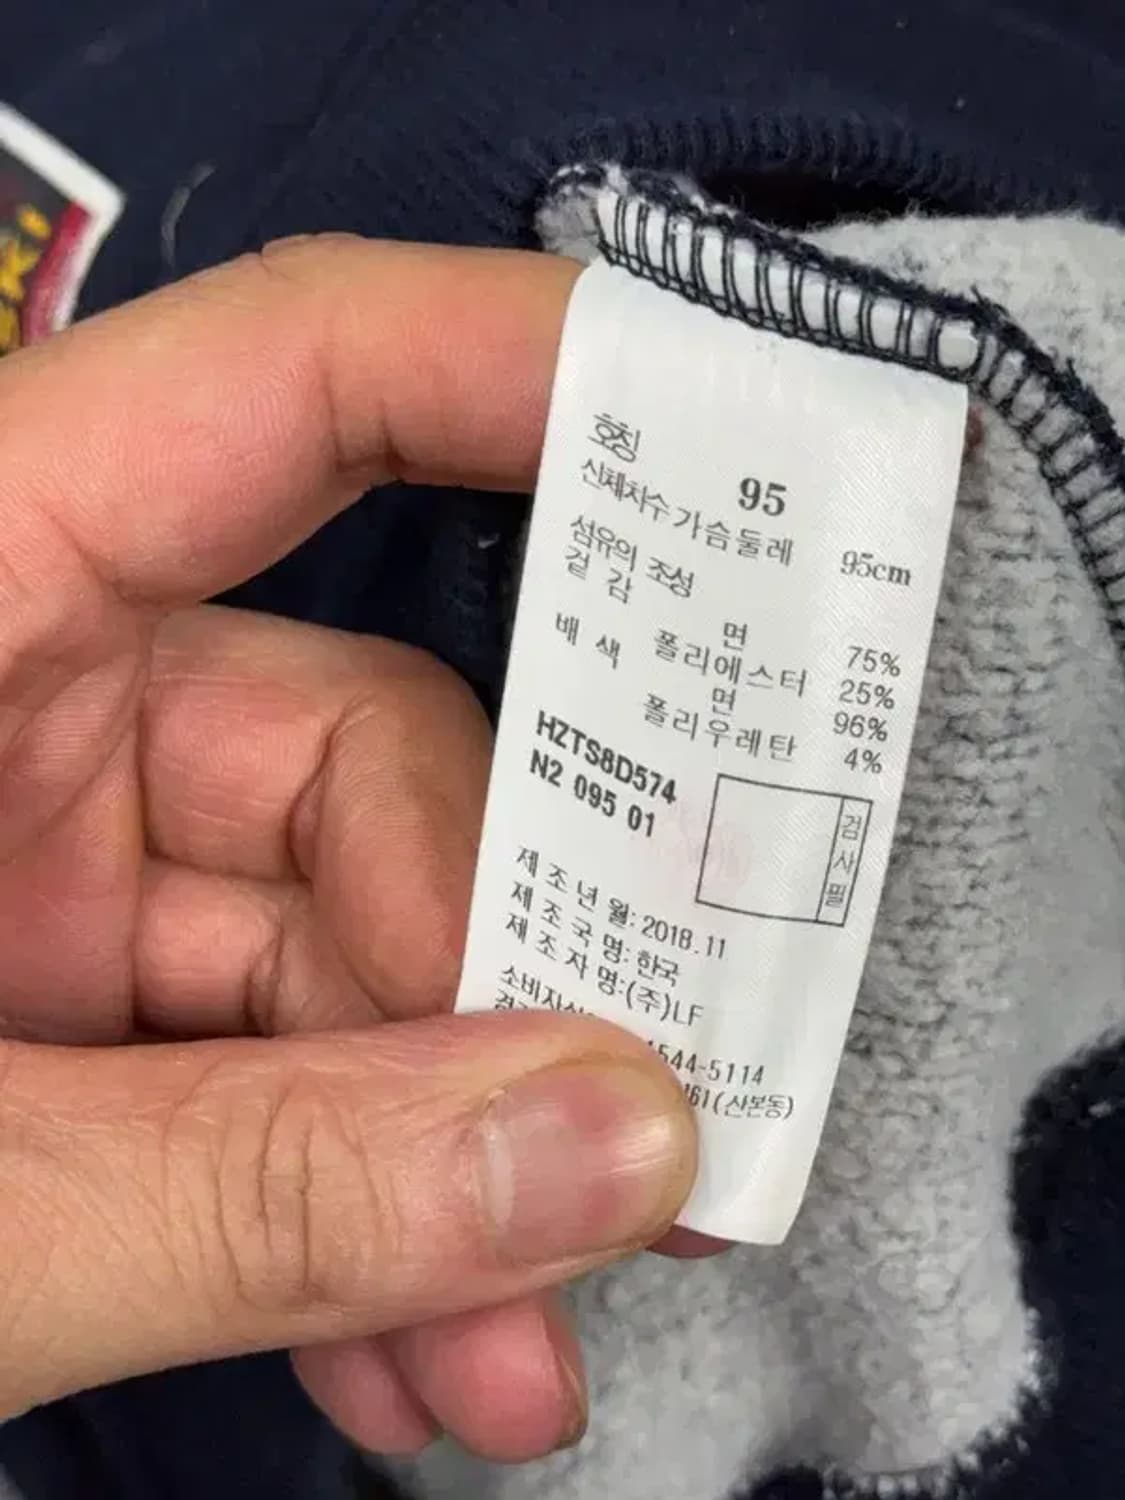 호칭 95
신체치수 가슴둘레 95cm
섬유의 조성
겉 감 면 75%
폴리에스터 25%
배 색 면 96%
폴리우레탄 4%
HZTS8D574
N2 095 01
검사필
제 조 년 월: 2018.11
제 조 국 명: 한국
제 조 자 명:(주)LF
544-5114
(산본동)